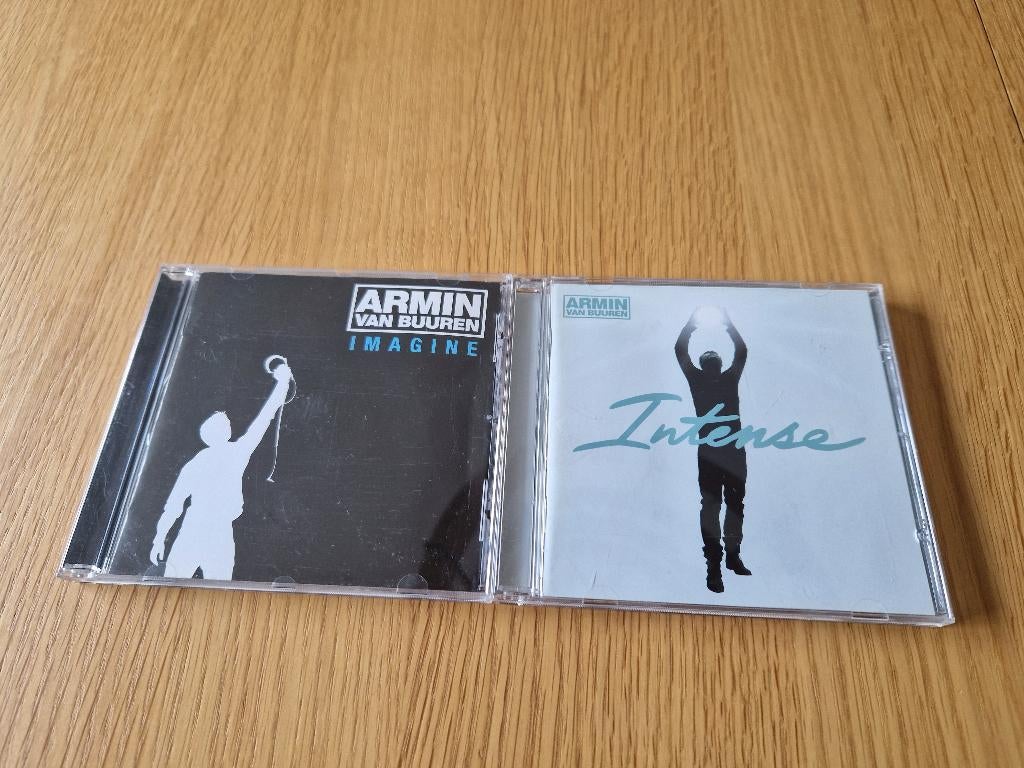 ARMIN
VAN BUUREN
IMAGINE
ARMIN
VAN BUUREN
Intense